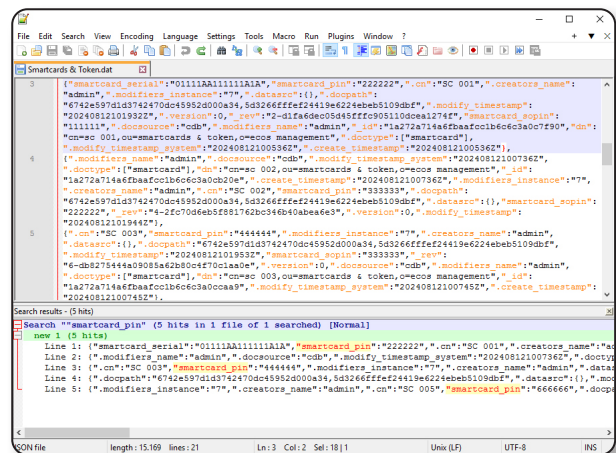 File Edit Search View Encoding Language Settings Tools Macro Run Plugins Window ? + ▼ X
Smartcards & Token.dat
3 {"smartcard_serial":"01111AA111111A1A","smartcard_pin":"222222",".cn":"SC 001",".creators_name":
"admin",".modifiers_instance":"7",".datasrc":{},".docpath":
"6742e597d1d3742470dc45952d000a34,5d3266fffef24419e6224ebeb5109dbf",".modify_timestamp":
"20240812101932Z",".version":0,"_rev":"2-d1fa6dec05d45fffc905110dcea1274f","smartcard_sopin":
"111111",".docsource":"cdb",".modifiers_name":"admin","_id":"1a272a714a6fbaafcc1b6c6c3a0c7f90","dn":
"cn=sc 001,ou=smartcards & token,o=ecos management",".doctype":["smartcard"],
".modify_timestamp_system":"20240812100536Z",".create_timestamp":"20240812100536Z"},
4 {".modifiers_name":"admin",".docsource":"cdb",".modify_timestamp_system":"20240812100736Z",
".doctype":["smartcard"],"dn":"cn=sc 002,ou=smartcards & token,o=ecos management","_id":
"1a272a714a6fbaafcc1b6c6c3a0cb20e",".create_timestamp":"20240812100736Z",".modifiers_instance":"7",
".creators_name":"admin",".cn":"SC 002","smartcard_pin":"333333",".docpath":
"6742e597d1d3742470dc45952d000a34,5d3266fffef24419e6224ebeb5109dbf",".datasrc":{},"smartcard_sopin":
"222222","_rev":"4-2fc70d6eb5f881762bc346b40abea6e3",".version":0,".modify_timestamp":
"20240812101944Z"},
5 {".cn":"SC 003","smartcard_pin":"444444",".modifiers_instance":"7",".creators_name":"admin",
".datasrc":{},".docpath":"6742e597d1d3742470dc45952d000a34,5d3266fffef24419e6224ebeb5109dbf",
".modify_timestamp":"20240812101953Z","smartcard_sopin":"333333","_rev":
"6-db8275444a09085a62b80c4f70c1aa0e",".version":0,".docsource":"cdb",".modifiers_name":"admin",
".doctype":["smartcard"],"dn":"cn=sc 003,ou=smartcards & token,o=ecos management","_id":
"1a272a714a6fbaafcc1b6c6c3a0ccaa9",".modify_timestamp_system":"20240812100745Z",".create_timestamp":
"20240812100745Z"},
Search results - (5 hits)
Search ""smartcard_pin" (5 hits in 1 file of 1 searched) [Normal]
new 1 (5 hits)
Line 1: {"smartcard_serial":"01111AA111111A1A","smartcard_pin":"222222",".cn":"SC 001",".creators_name":"ad
Line 2: {".modifiers_name":"admin",".docsource":"cdb",".modify_timestamp_system":"20240812100736Z",".doctyp
Line 3: {".cn":"SC 003","smartcard_pin":"444444",".modifiers_instance":"7",".creators_name":"admin",".datas
Line 4: {".docpath":"6742e597d1d3742470dc45952d000a34,5d3266fffef24419e6224ebeb5109dbf",".datasrc":{},".mod
Line 5: {".modifiers_instance":"7",".creators_name":"admin",".cn":"SC 005","smartcard_pin":"666666",".docpa
JSON file length : 15.169 lines : 21 Ln : 3 Col : 2 Sel : 18 | 1 Unix (LF) UTF-8 INS